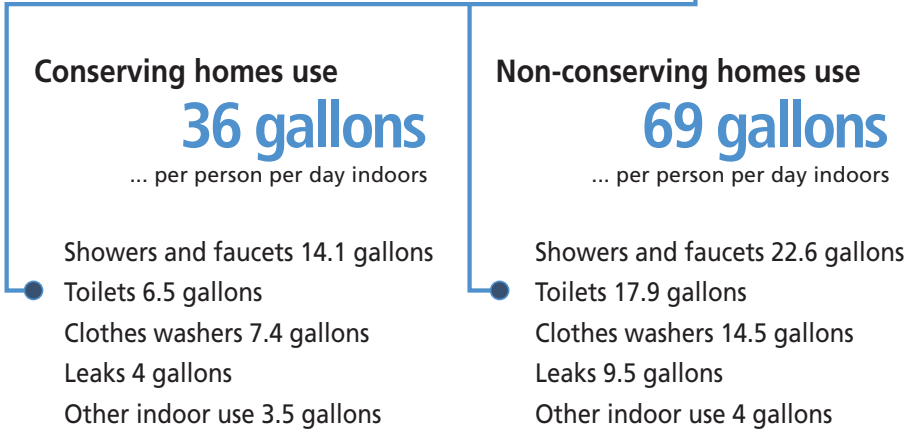 Conserving homes use
36 gallons
... per person per day indoors
Showers and faucets 14.1 gallons
Toilets 6.5 gallons
Clothes washers 7.4 gallons
Leaks 4 gallons
Other indoor use 3.5 gallons
Non-conserving homes use
69 gallons
... per person per day indoors
Showers and faucets 22.6 gallons
Toilets 17.9 gallons
Clothes washers 14.5 gallons
Leaks 9.5 gallons
Other indoor use 4 gallons